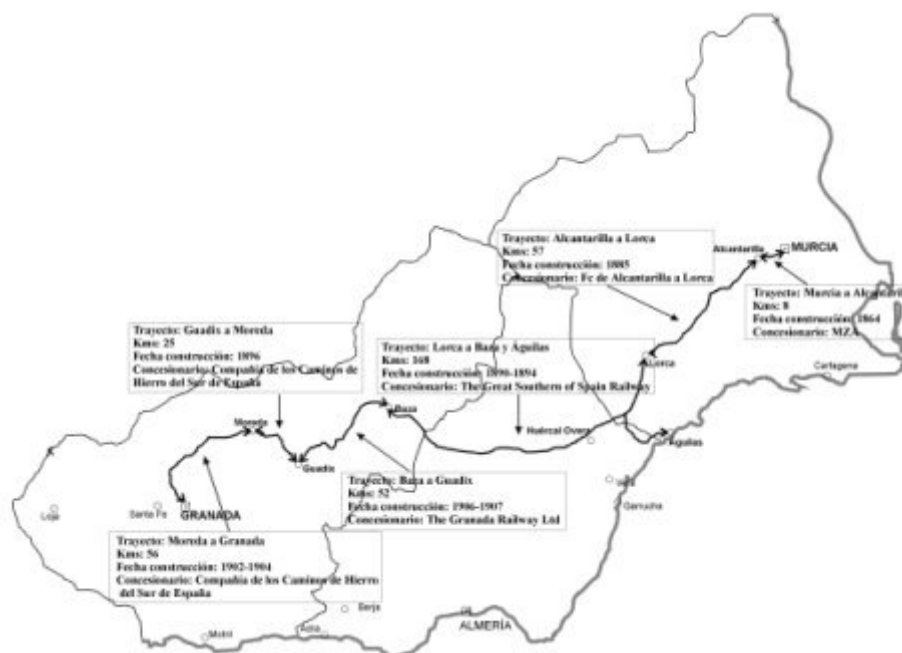 Trayecto: Alcantarilla a Lorca
Kms: 57
Fecha construcción: 1885
Concesionario: Fc de Alcantarilla a Lorca
Alcantarilla
MURCIA
Trayecto: Murcia a Alcantaril
Kms: 8
Fecha construcción: 1864
Concesionario: MZA
Trayecto: Guadix a Moreda
Kms: 25
Fecha construcción: 1896
Concesionario: Compañía de los Caminos de
Hierro del Sur de España
Trayecto: Lorca a Baza y Águilas
Kms: 168
Fecha construcción: 1890-1894
Concesionario: The Great Southern of Spain Railway
Lorca
Cartagena
Baza
Moreda
Huércal Overa
Águilas
Guadix
Trayecto: Baza a Guadix
Kms: 52
Fecha construcción: 1906-1907
Concesionario: The Granada Railway Ltd
Garrucha
Loja
Santa Fe
GRANADA
Trayecto: Moreda a Granada
Kms: 56
Fecha construcción: 1902-1904
Concesionario: Compañía de los Caminos de Hierro
del Sur de España
Berja
ALMERÍA
Motril
Adra